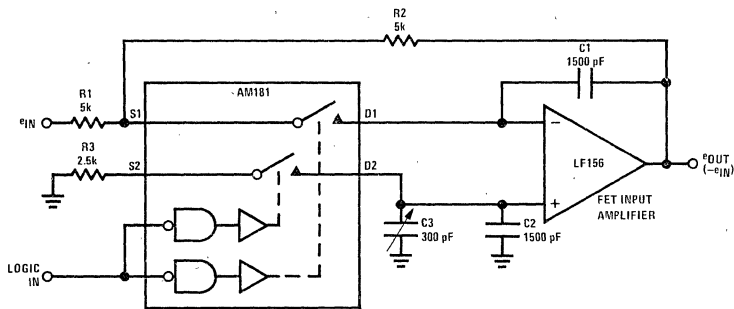 R2
5k
C1
1500 pF
AM181
R1
5k
eIN
S1
D1
R3
2.5k
S2
D2
−
LF156
+
eOUT
(-eIN)
FET INPUT
AMPLIFIER
C3
300 pF
C2
1500 pF
LOGIC
IN